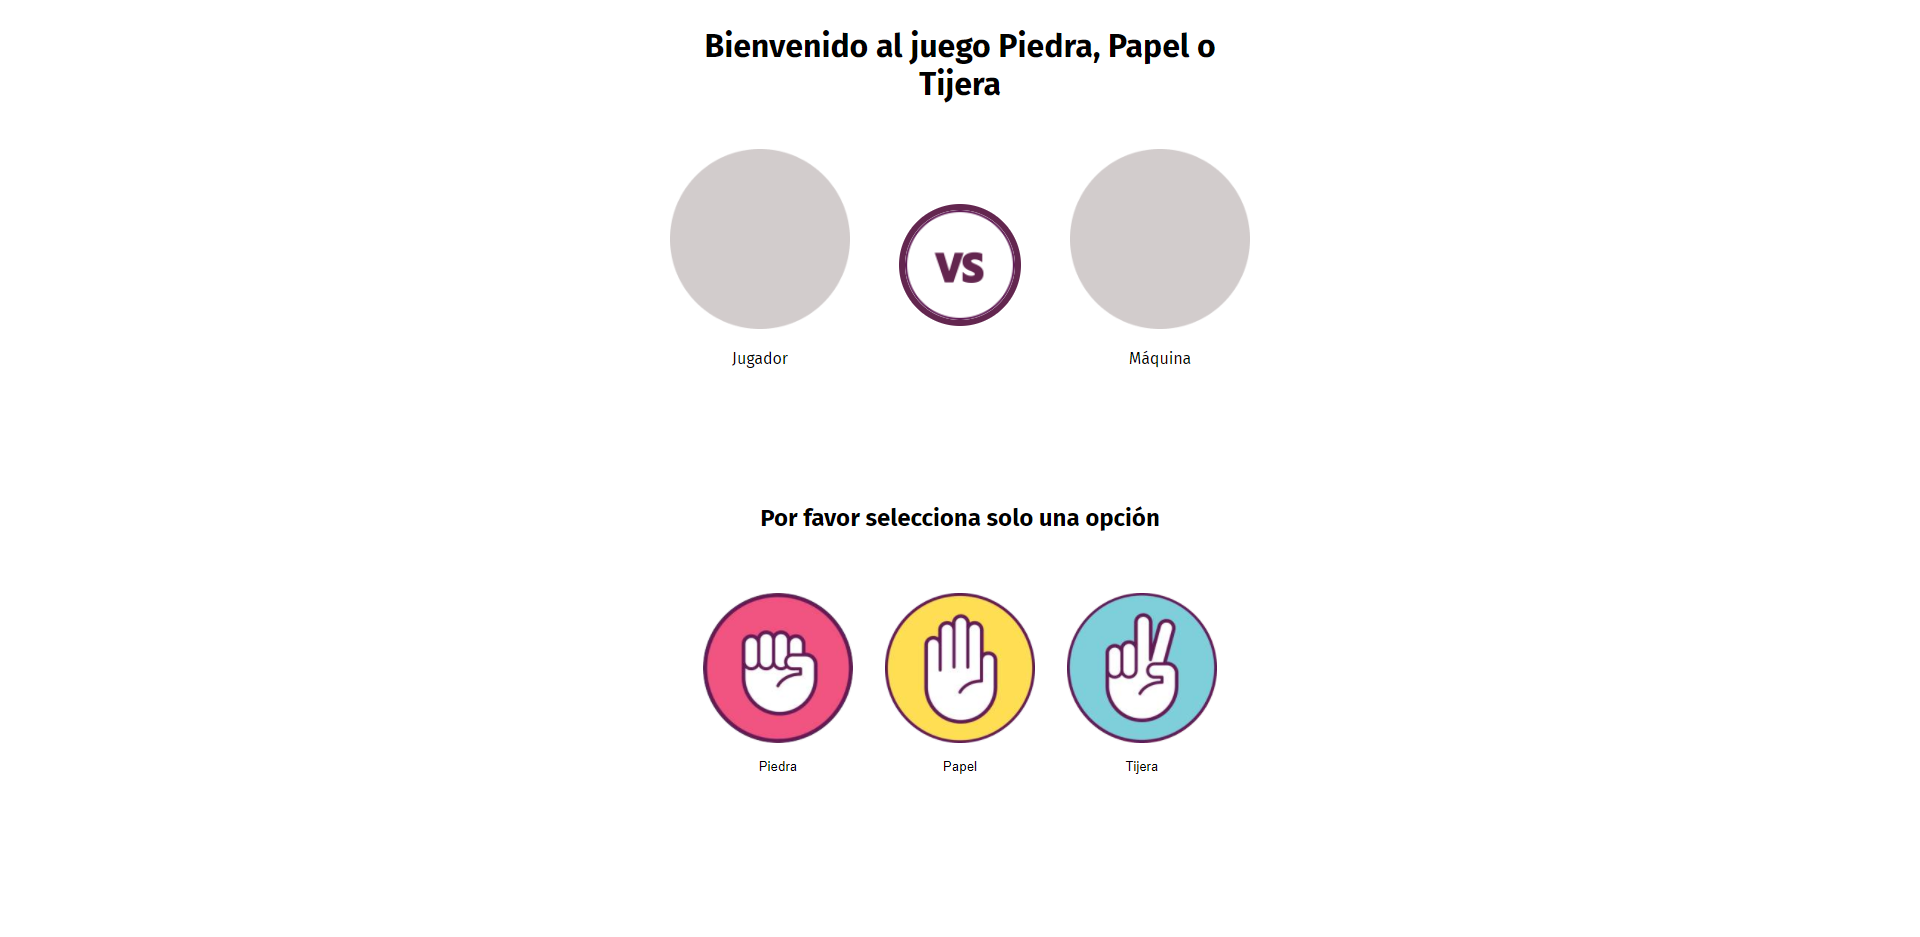 Bienvenido al juego Piedra, Papel o
Tijera
VS
Jugador
Máquina
Por favor selecciona solo una opción
Piedra
Papel
Tijera